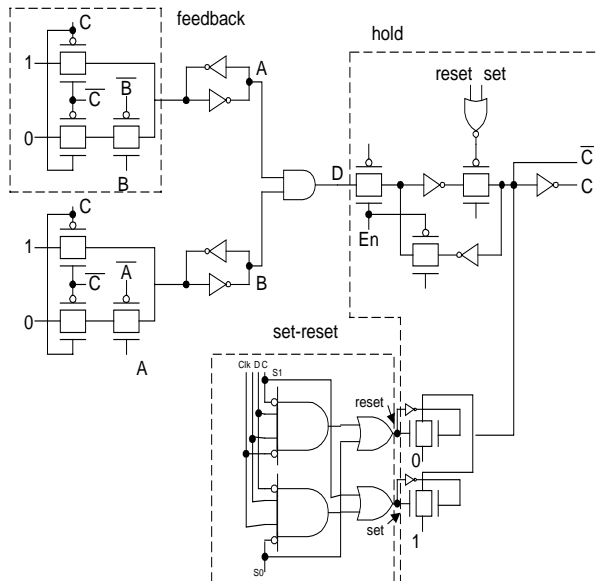 feedback
hold
C
1
C̅
B̅
0
B
A
reset set
D
En
C̅
C
C
1
C̅
A̅
0
A
B
set-reset
Clk D C
S1
reset
0
set
1
S0